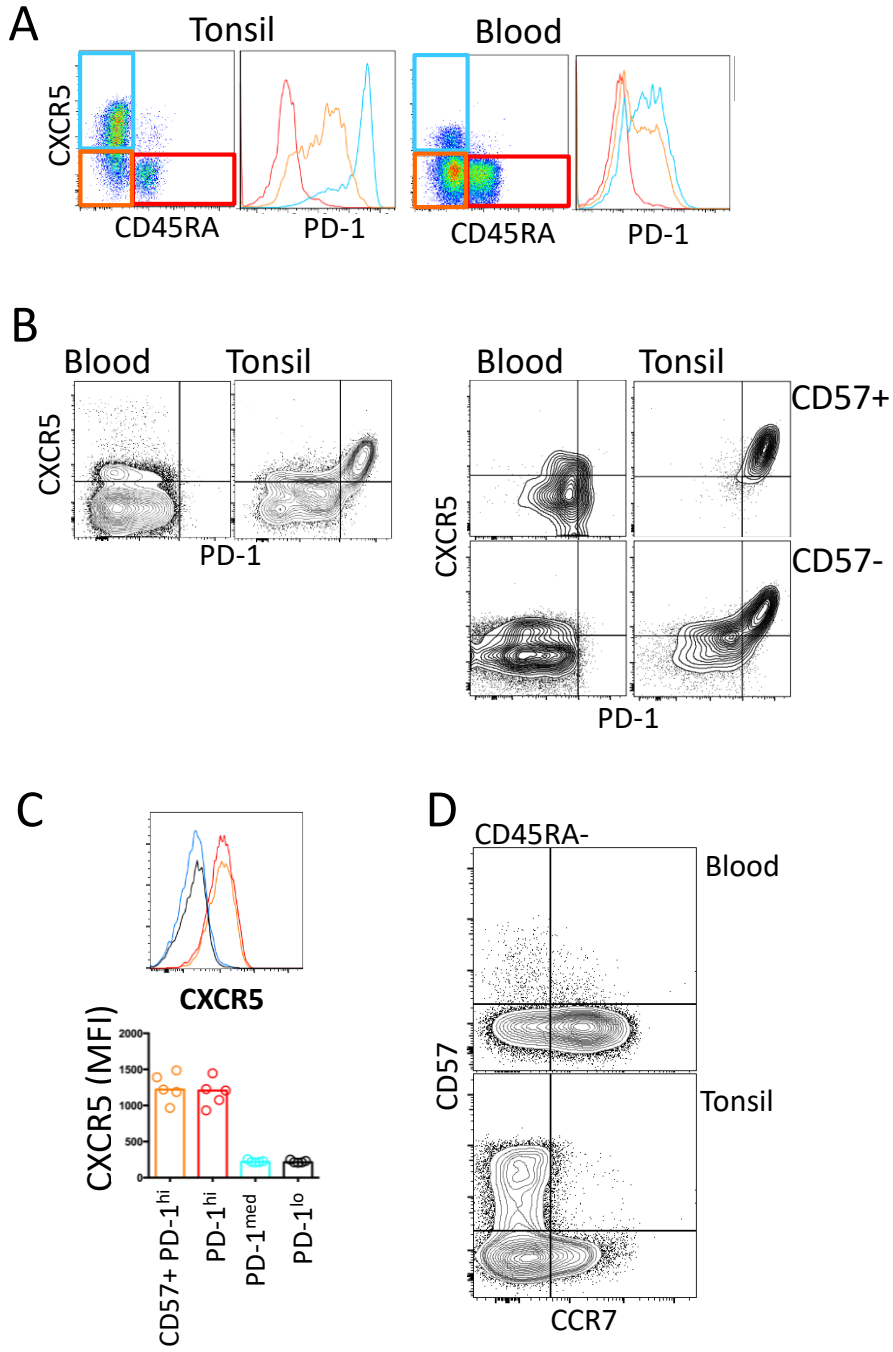 A
Tonsil
Blood
CXCR5
CD45RA
PD-1
CD45RA
PD-1
B
Blood
Tonsil
CXCR5
PD-1
Blood
Tonsil
CD57+
CXCR5
CD57-
PD-1
C
CXCR5
CXCR5 (MFI)
2000
1500
1000
500
0
CD57+ PD-1hi
PD-1hi
PD-1med
PD-1lo
D
CD45RA-
Blood
CD57
Tonsil
CCR7